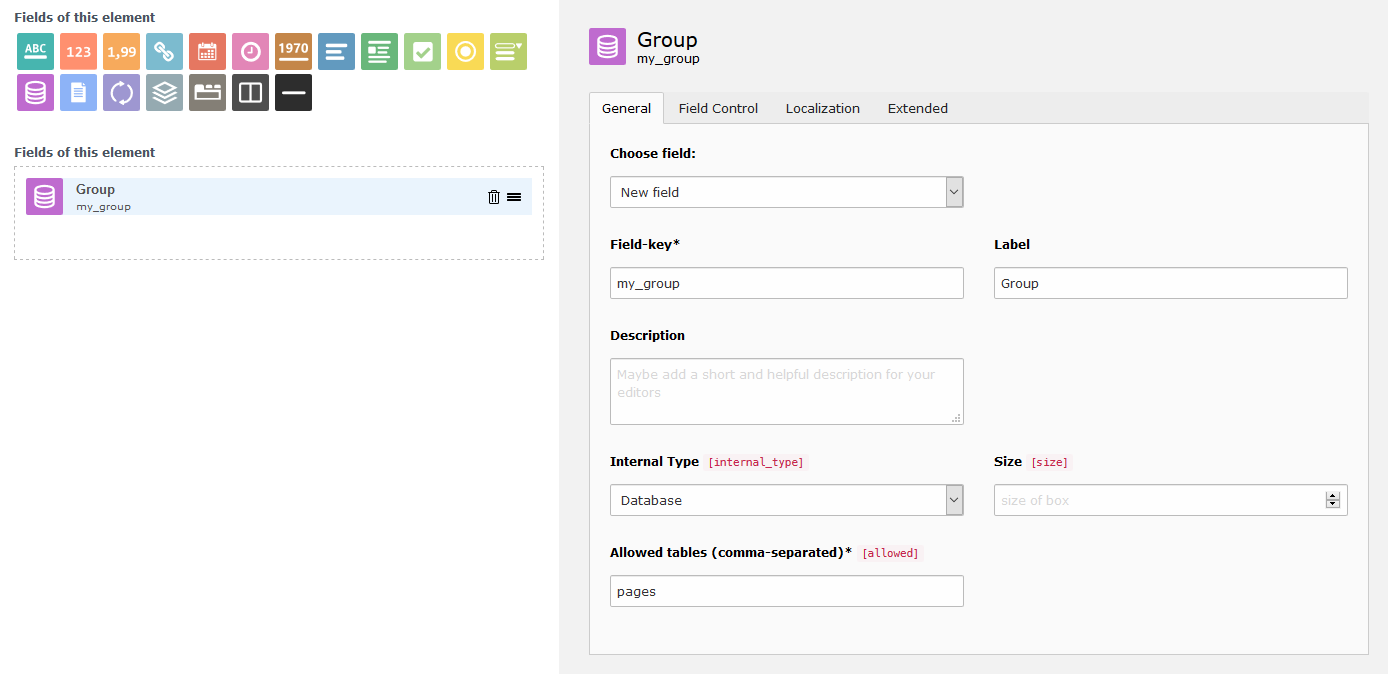 Fields of this element
ABC
123
1,99
1970
Fields of this element
Group
my_group
Group
my_group
General Field Control Localization Extended
Choose field:
New field
Field-key* Label
my_group Group
Description
Maybe add a short and helpful description for your
editors
Internal Type [internal_type] Size [size]
Database size of box
Allowed tables (comma-separated)* [allowed]
pages